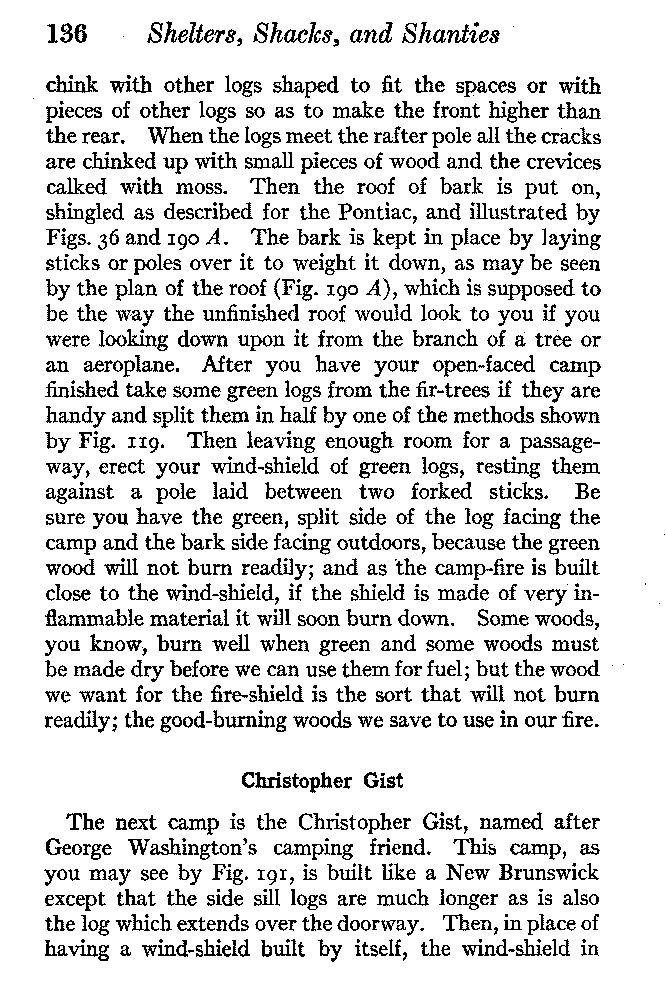 136 Shelters, Shacks, and Shanties
chink with other logs shaped to fit the spaces or with
pieces of other logs so as to make the front higher than
the rear. When the logs meet the rafter pole all the cracks
are chinked up with small pieces of wood and the crevices
calked with moss. Then the roof of bark is put on,
shingled as described for the Pontiac, and illustrated by
Figs. 36 and 190 A. The bark is kept in place by laying
sticks or poles over it to weight it down, as may be seen
by the plan of the roof (Fig. 190 A), which is supposed to
be the way the unfinished roof would look to you if you
were looking down upon it from the branch of a tree or
an aeroplane. After you have your open-faced camp
finished take some green logs from the fir-trees if they are
handy and split them in half by one of the methods shown
by Fig. 119. Then leaving enough room for a passage-
way, erect your wind-shield of green logs, resting them
against a pole laid between two forked sticks. Be
sure you have the green, split side of the log facing the
camp and the bark side facing outdoors, because the green
wood will not burn readily; and as the camp-fire is built
close to the wind-shield, if the shield is made of very in-
flammable material it will soon burn down. Some woods,
you know, burn well when green and some woods must
be made dry before we can use them for fuel; but the wood
we want for the fire-shield is the sort that will not burn
readily; the good-burning woods we save to use in our fire.
Christopher Gist
The next camp is the Christopher Gist, named after
George Washington's camping friend. This camp, as
you may see by Fig. 191, is built like a New Brunswick
except that the side sill logs are much longer as is also
the log which extends over the doorway. Then, in place of
having a wind-shield built by itself, the wind-shield in